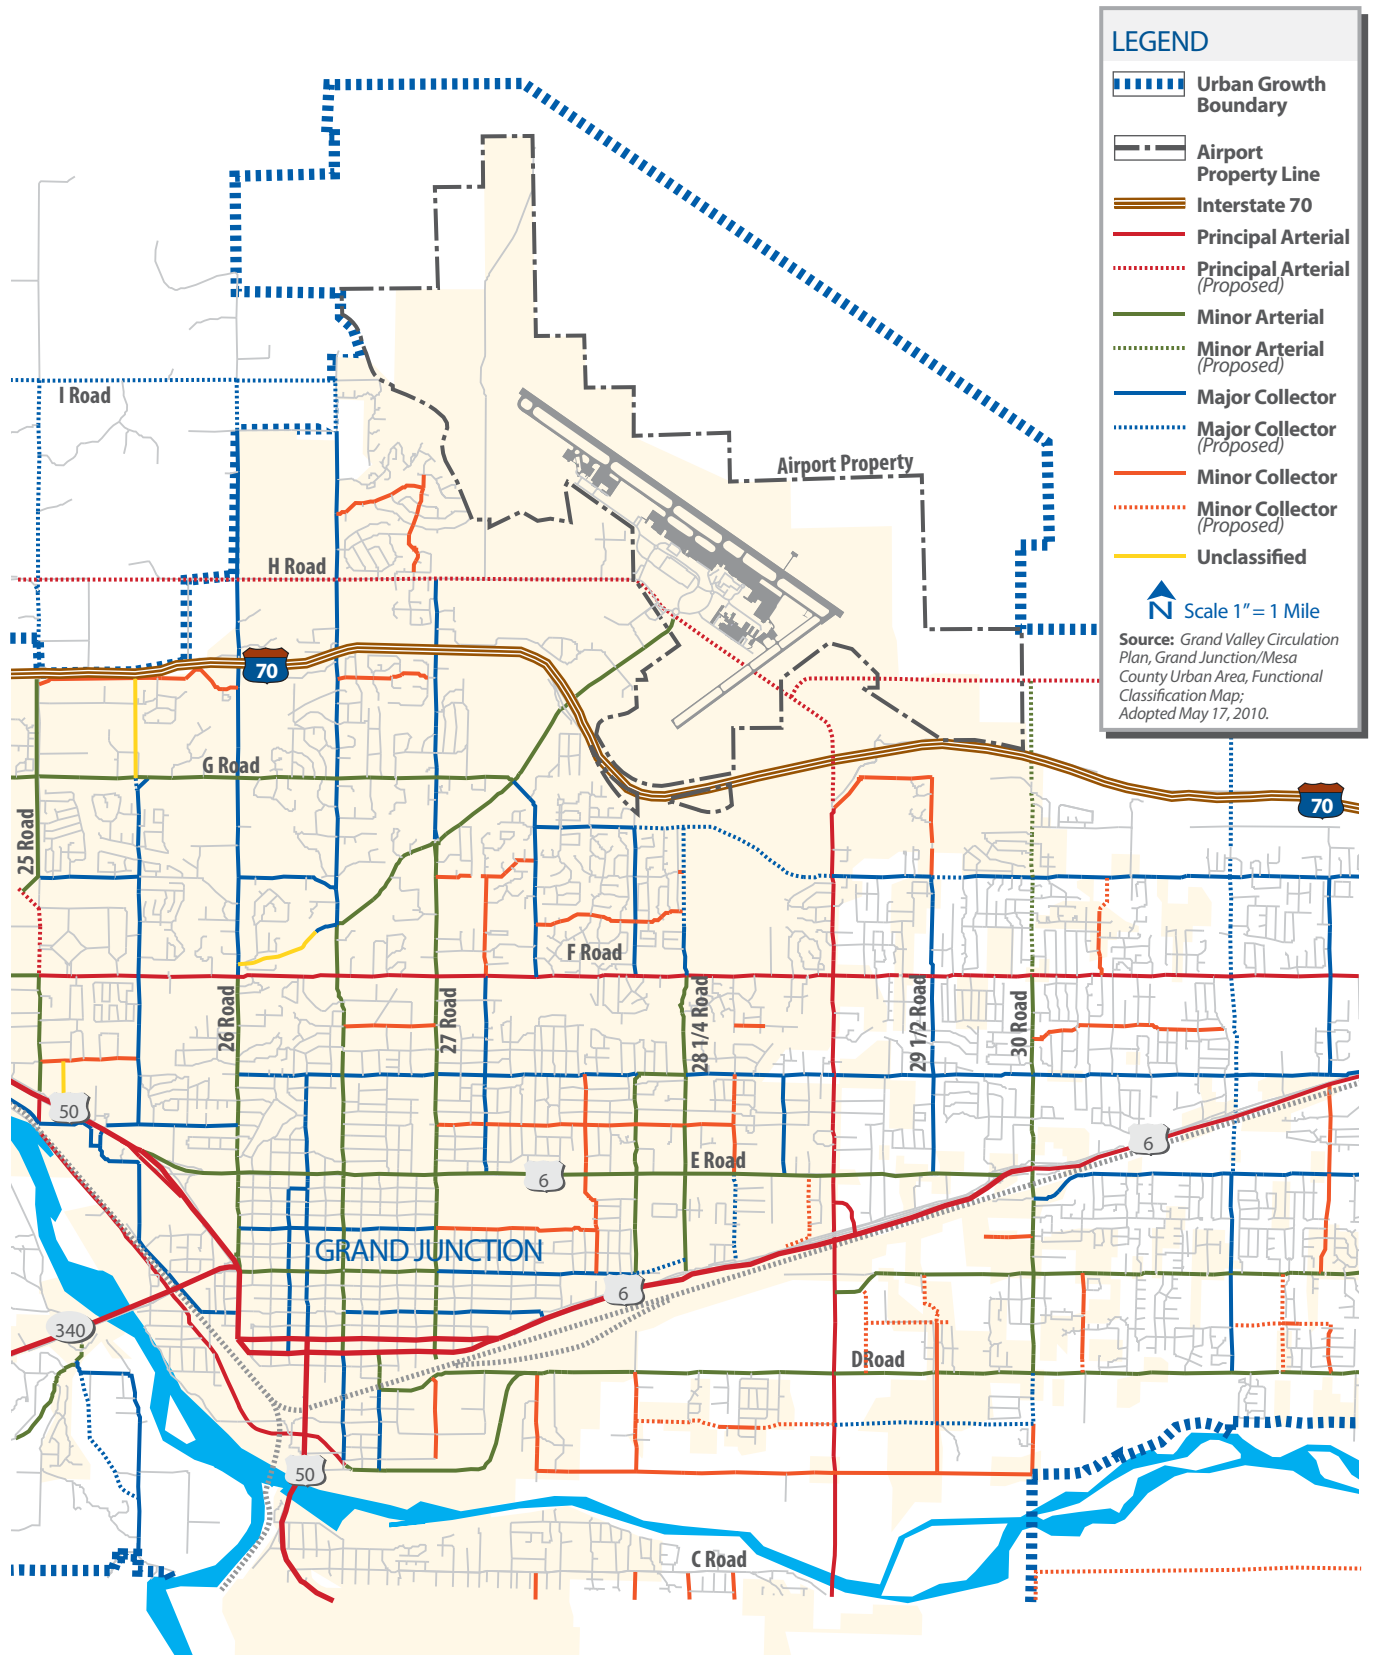 LEGEND
Urban Growth
Boundary
Airport
Property Line
Interstate 70
Principal Arterial
Principal Arterial
(Proposed)
Minor Arterial
Minor Arterial
(Proposed)
Major Collector
Major Collector
(Proposed)
Minor Collector
Minor Collector
(Proposed)
Unclassified
N Scale 1" = 1 Mile
Source: Grand Valley Circulation
Plan, Grand Junction/Mesa
County Urban Area, Functional
Classification Map;
Adopted May 17, 2010.
I Road
Airport Property
H Road
70
G Road
70
25 Road
F Road
26 Road
27 Road
28 1/4 Road
29 1/2 Road
30 Road
50
6
E Road
6
GRAND JUNCTION
6
340
D Road
50
C Road